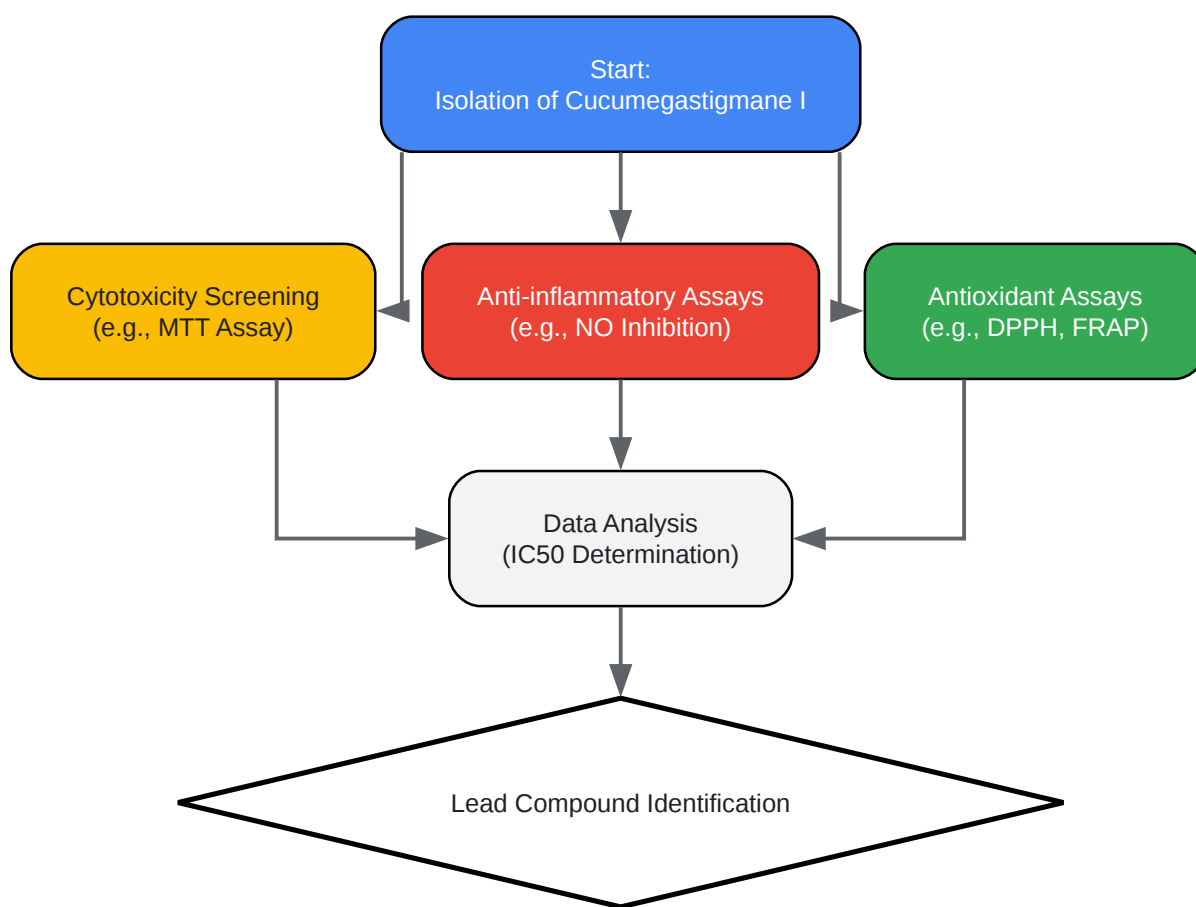 Start:
Isolation of Cucumegastigmane I
Cytotoxicity Screening
(e.g., MTT Assay)
Anti-inflammatory Assays
(e.g., NO Inhibition)
Antioxidant Assays
(e.g., DPPH, FRAP)
Data Analysis
(IC50 Determination)
Lead Compound Identification